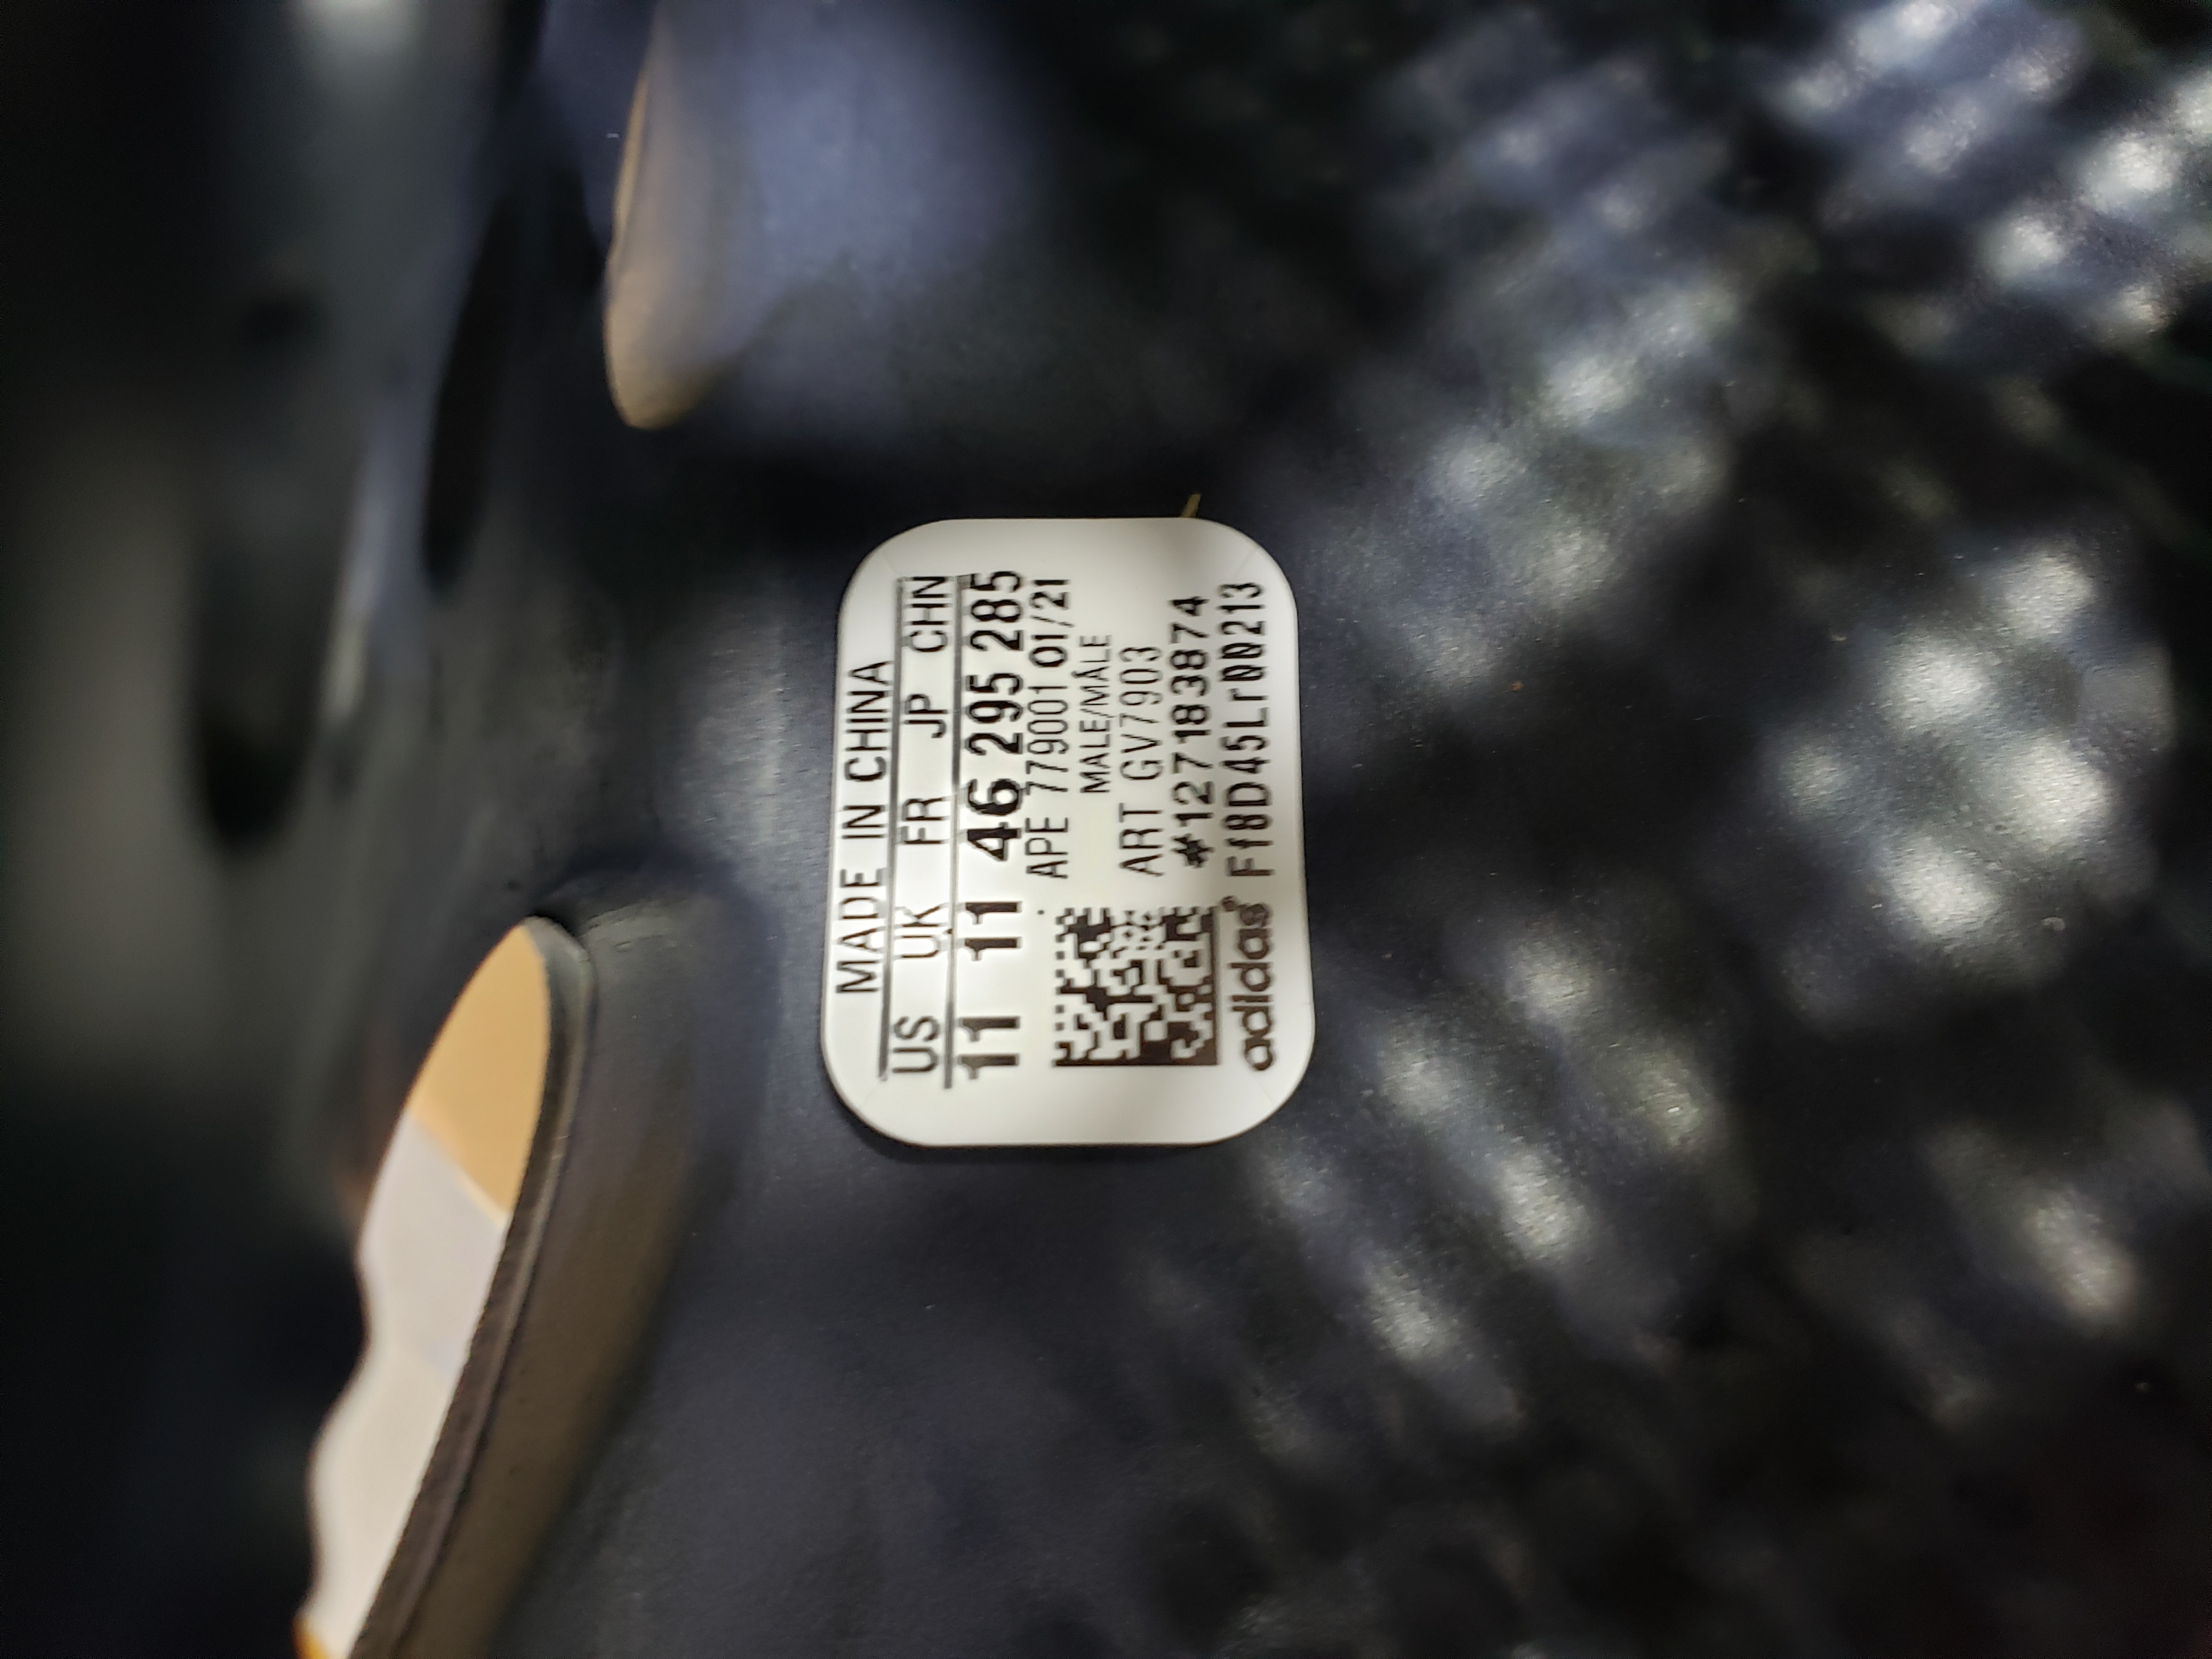 MADE IN CHINA
US UK FR JP CHN
11 11 46 295 285
APE 779001 01/21
MALE/MÂLE
ART GV7903
#127183874
adidas® Ff8D45Lr00213